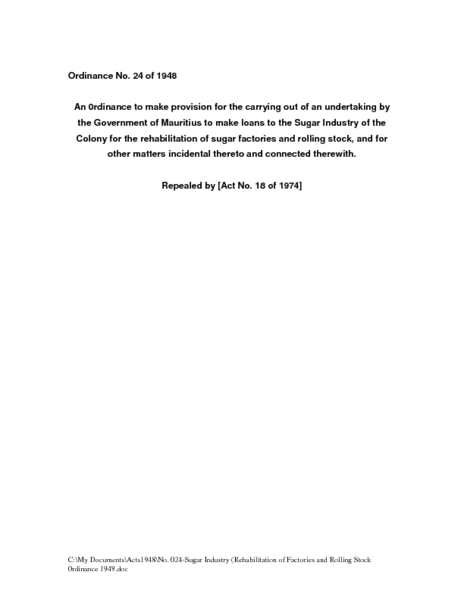 Ordinance No. 24 of 1948
An 0rdinance to make provision for the carrying out of an undertaking by
the Government of Mauritius to make loans to the Sugar Industry of the
Colony for the rehabilitation of sugar factories and rolling stock, and for
other matters incidental thereto and connected therewith.
Repealed by [Act No. 18 of 1974]
C:\My Documents\Acts1948\No. 024-Sugar Industry (Rehabilitation of Factories and Rolling Stock
0rdinance 1948.doc